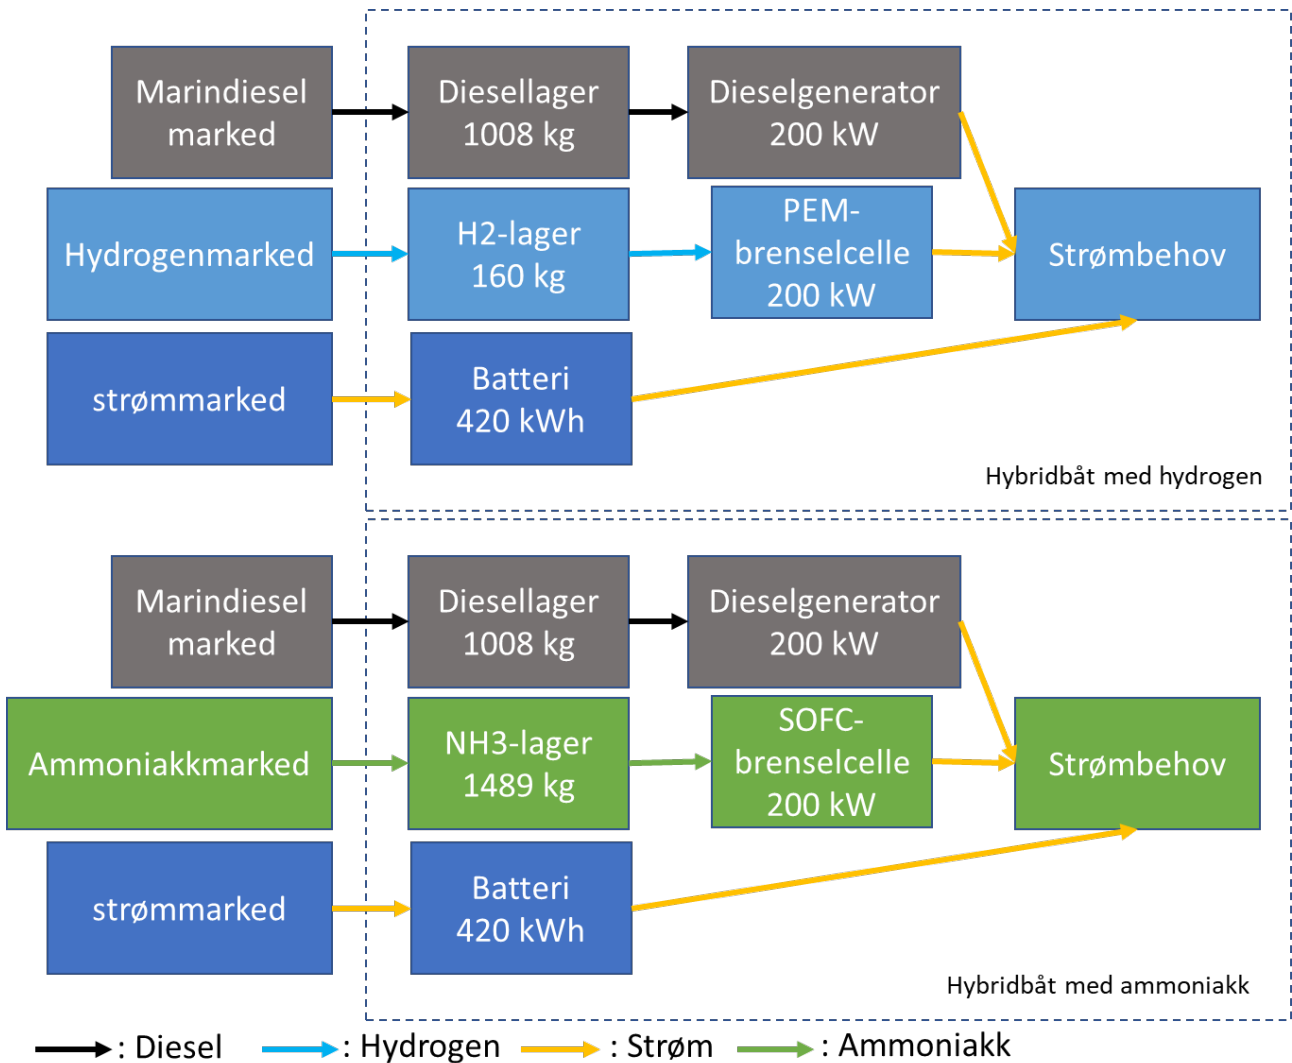 Marindiesel
marked
Diesellager
1008 kg
Dieselgenerator
200 kW
Hydrogenmarked
H2-lager
160 kg
PEM-
brenselcelle
200 kW
Strømbehov
strømmarked
Batteri
420 kWh
Hybridbåt med hydrogen
Marindiesel
marked
Diesellager
1008 kg
Dieselgenerator
200 kW
Ammoniakkmarked
NH3-lager
1489 kg
SOFC-
brenselcelle
200 kW
Strømbehov
strømmarked
Batteri
420 kWh
Hybridbåt med ammoniakk
: Diesel : Hydrogen : Strøm : Ammoniakk